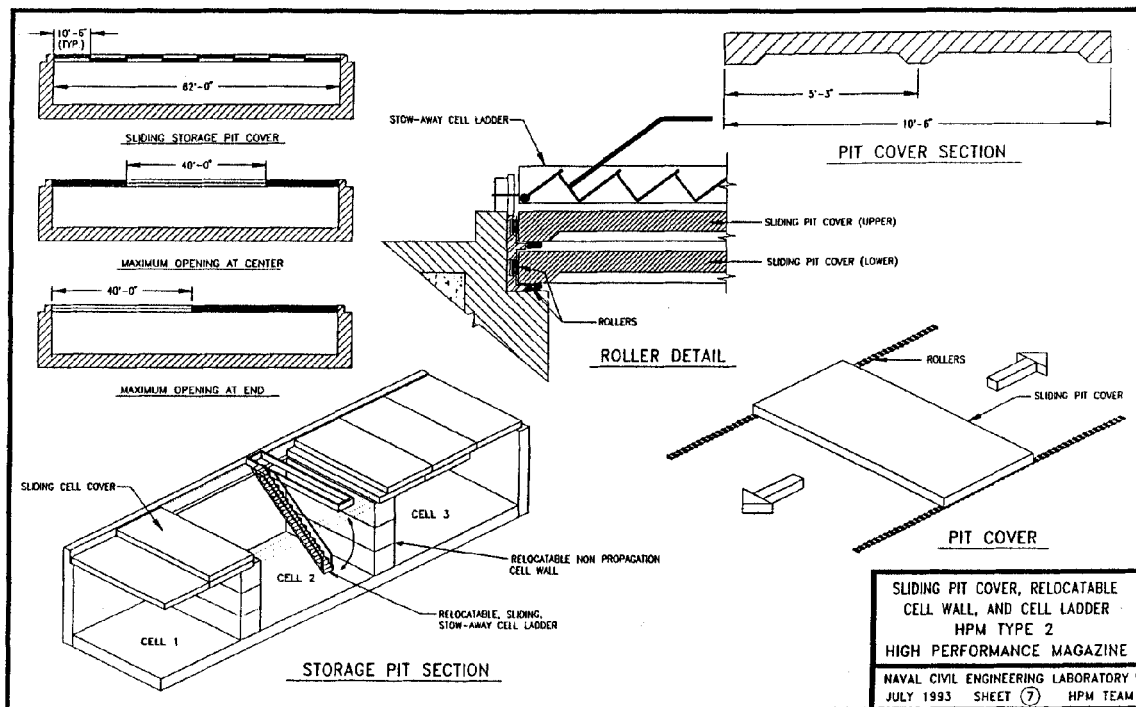 10'-6"
(TYP.)
82'-0"
SLIDING STORAGE PIT COVER
40'-0"
MAXIMUM OPENING AT CENTER
40'-0"
MAXIMUM OPENING AT END
STOW-AWAY CELL LADDER
SLIDING PIT COVER (UPPER)
SLIDING PIT COVER (LOWER)
ROLLERS
ROLLER DETAIL
5'-3"
10'-6"
PIT COVER SECTION
SLIDING CELL COVER
CELL 1
CELL 2
CELL 3
RELOCATABLE NON PROPAGATION
CELL WALL
RELOCATABLE, SLIDING,
STOW-AWAY CELL LADDER
STORAGE PIT SECTION
ROLLERS
SLIDING PIT COVER
PIT COVER
SLIDING PIT COVER, RELOCATABLE
CELL WALL, AND CELL LADDER
HPM TYPE 2
HIGH PERFORMANCE MAGAZINE
NAVAL CIVIL ENGINEERING LABORATORY
JULY 1993 SHEET 7 HPM TEAM